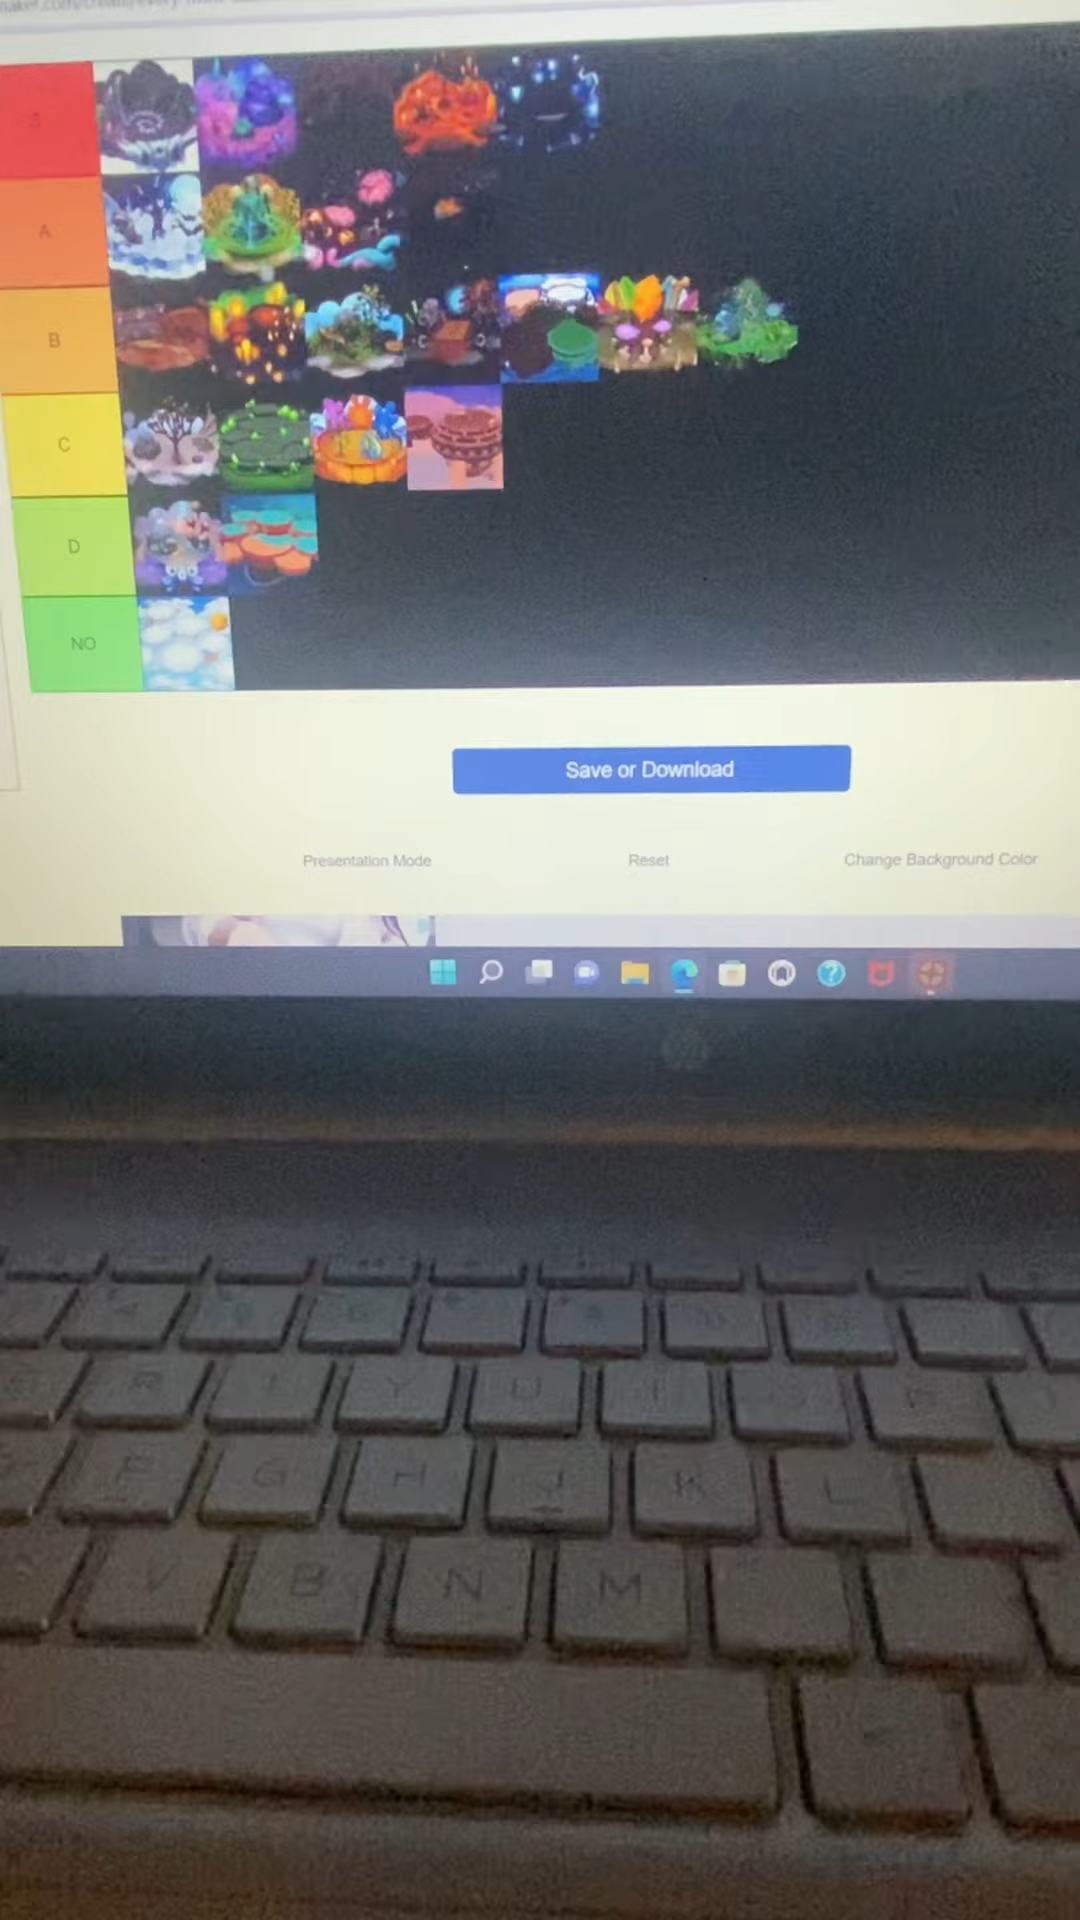 S
A
B
C
D
NO
Save or Download
Presentation Mode
Reset
Change Background Color
R Y U
G H J K L
V B N M